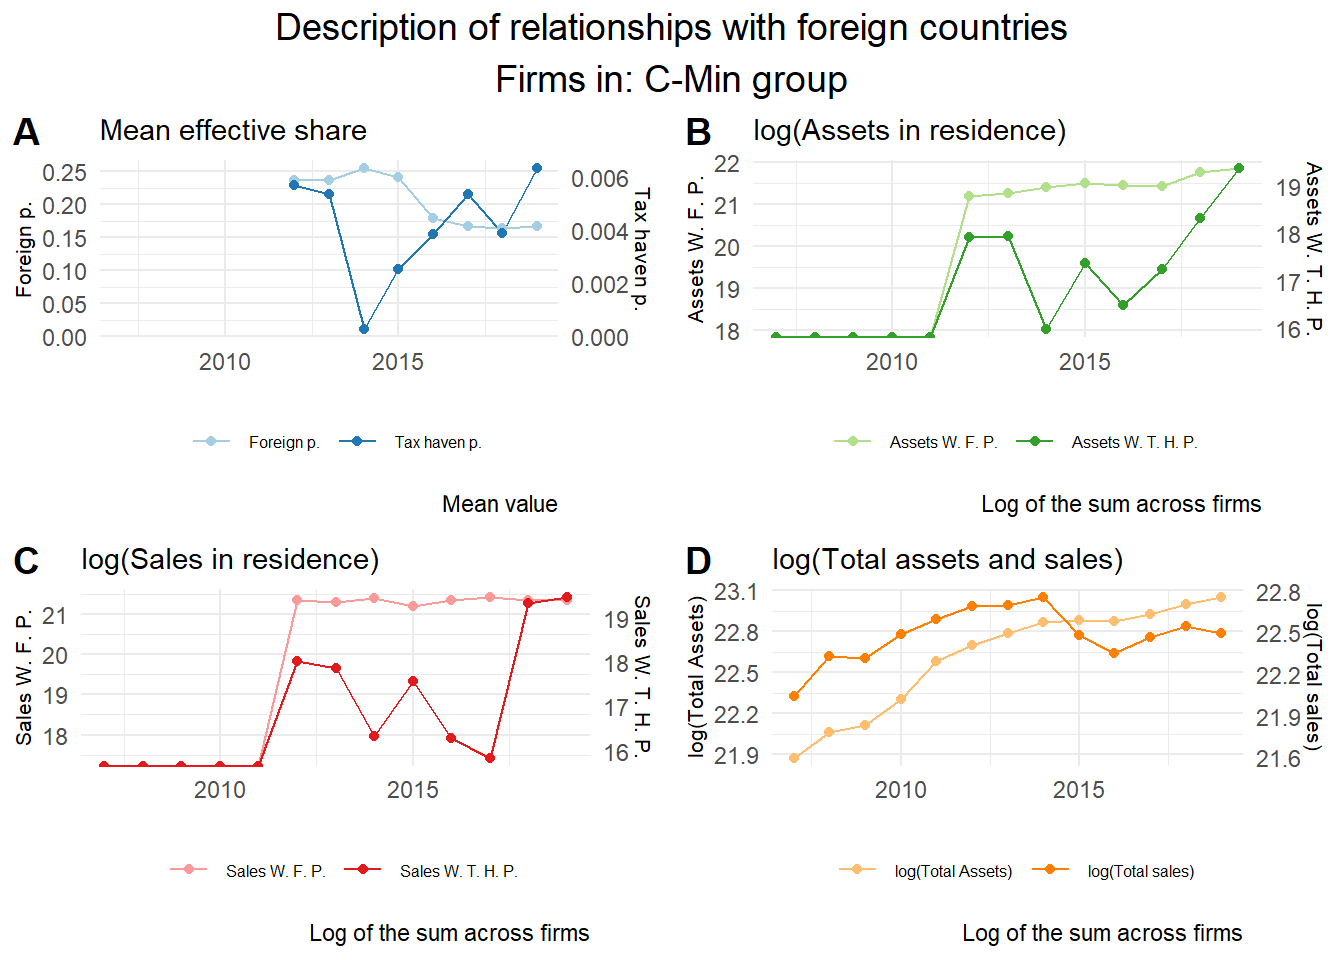 Description of relationships with foreign countries
Firms in: C-Min group
A
Mean effective share
0.25
0.20
0.15
0.10
0.05
0.00
Foreign p.
0.006
0.004
0.002
0.000
Tax haven p.
2010
2015
Foreign p.
Tax haven p.
Mean value
B
log(Assets in residence)
22
21
20
19
18
Assets W. F. P.
19
18
17
16
Assets W. T. H. P.
2010
2015
Assets W. F. P.
Assets W. T. H. P.
Log of the sum across firms
C
log(Sales in residence)
21
20
19
18
Sales W. F. P.
19
18
17
16
Sales W. T. H. P.
2010
2015
Sales W. F. P.
Sales W. T. H. P.
Log of the sum across firms
D
log(Total assets and sales)
23.1
22.8
22.5
22.2
21.9
log(Total Assets)
22.8
22.5
22.2
21.9
21.6
log(Total sales)
2010
2015
log(Total Assets)
log(Total sales)
Log of the sum across firms